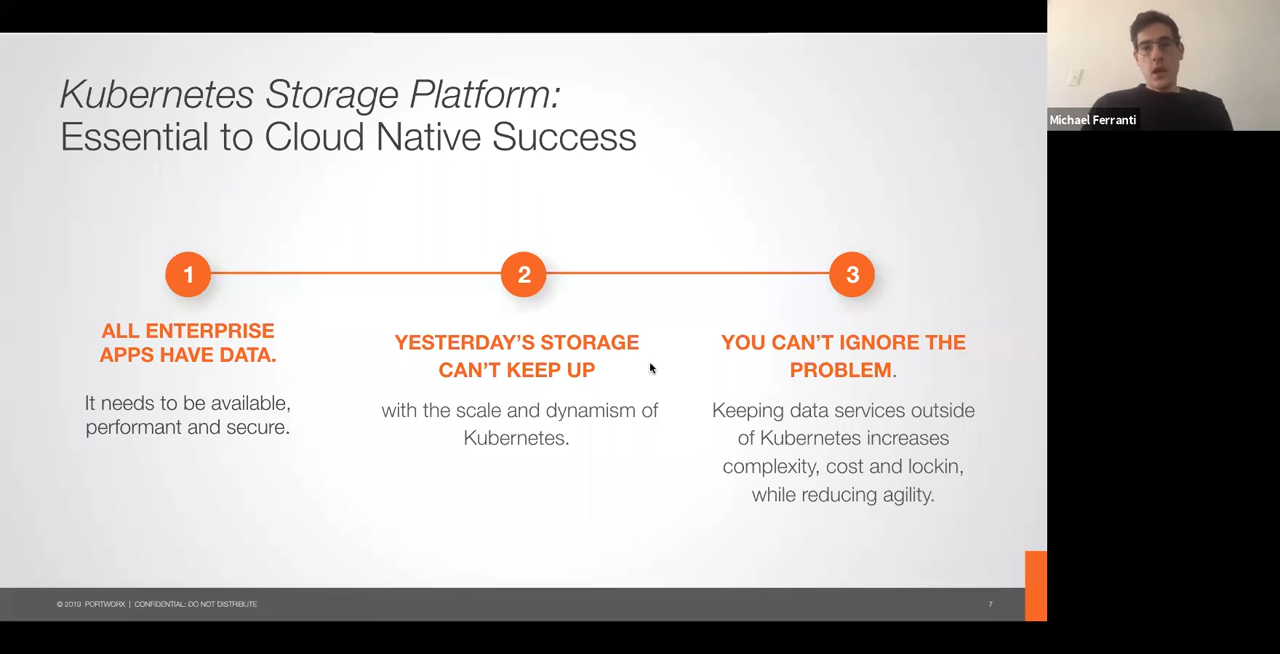 Kubernetes Storage Platform:
Essential to Cloud Native Success
1
2
3
ALL ENTERPRISE
APPS HAVE DATA.
It needs to be available,
performant and secure.
YESTERDAY'S STORAGE
CAN'T KEEP UP
with the scale and dynamism of
Kubernetes.
YOU CAN'T IGNORE THE
PROBLEM.
Keeping data services outside
of Kubernetes increases
complexity, cost and lockin,
while reducing agility.
© 2019 PORTWORX | CONFIDENTIAL: DO NOT DISTRIBUTE
7
Michael Ferranti